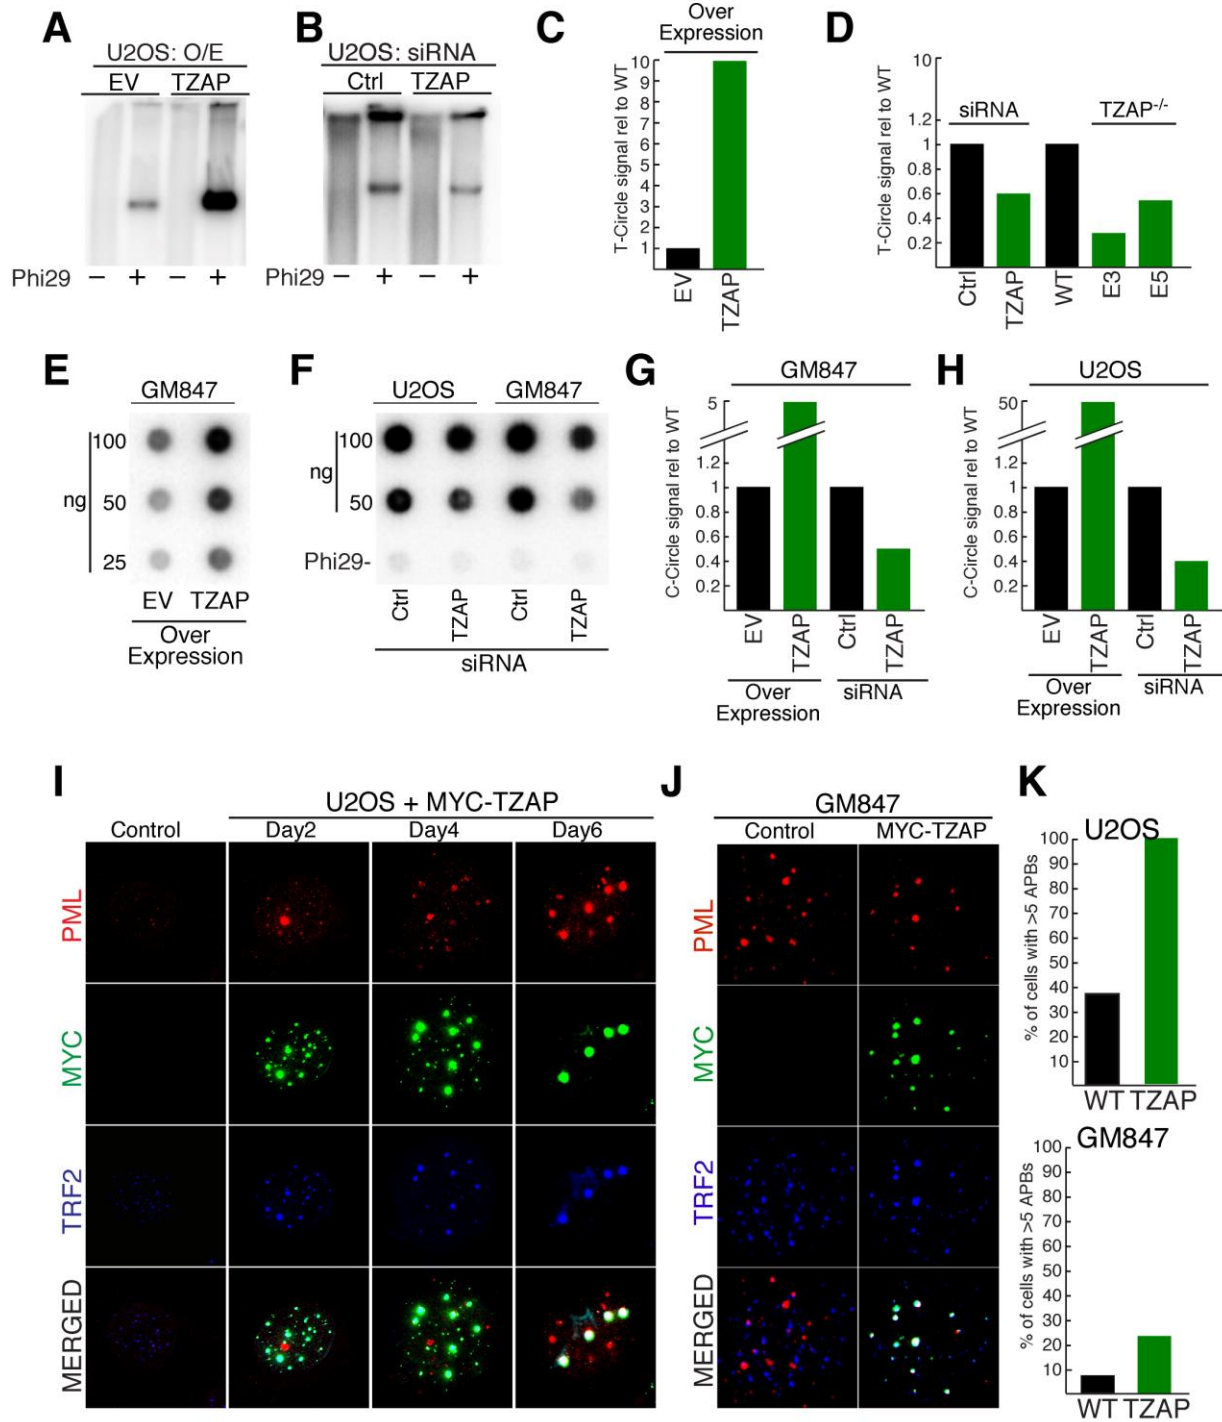 A
U2OS: O/E
EV TZAP
Phi29 – + – +
B
U2OS: siRNA
Ctrl TZAP
Phi29 – + – +
C
Over
Expression
T-Circle signal rel to WT
10
9
8
7
6
5
4
3
2
1
EV TZAP
D
T-Circle signal rel to WT
10
1.2
1
0.8
0.6
0.4
0.2
siRNA TZAP-/-
Ctrl TZAP WT E3 E5
E
GM847
ng
100
50
25
EV TZAP
Over
Expression
F
U2OS GM847
ng
100
50
Phi29-
Ctrl TZAP Ctrl TZAP
siRNA
G
GM847
C-Circle signal rel to WT
5
1.2
1
0.8
0.6
0.4
0.2
EV TZAP Ctrl TZAP
Over siRNA
Expression
H
U2OS
C-Circle signal rel to WT
50
1.2
1
0.8
0.6
0.4
0.2
EV TZAP Ctrl TZAP
Over siRNA
Expression
I
U2OS + MYC-TZAP
Control Day2 Day4 Day6
PML
MYC
TRF2
MERGED
J
GM847
Control MYC-TZAP
PML
MYC
TRF2
MERGED
K
U2OS
% of cells with >5 APBs
100
90
80
70
60
50
40
30
20
10
WT TZAP
GM847
% of cells with >5 APBs
100
90
80
70
60
50
40
30
20
10
WT TZAP